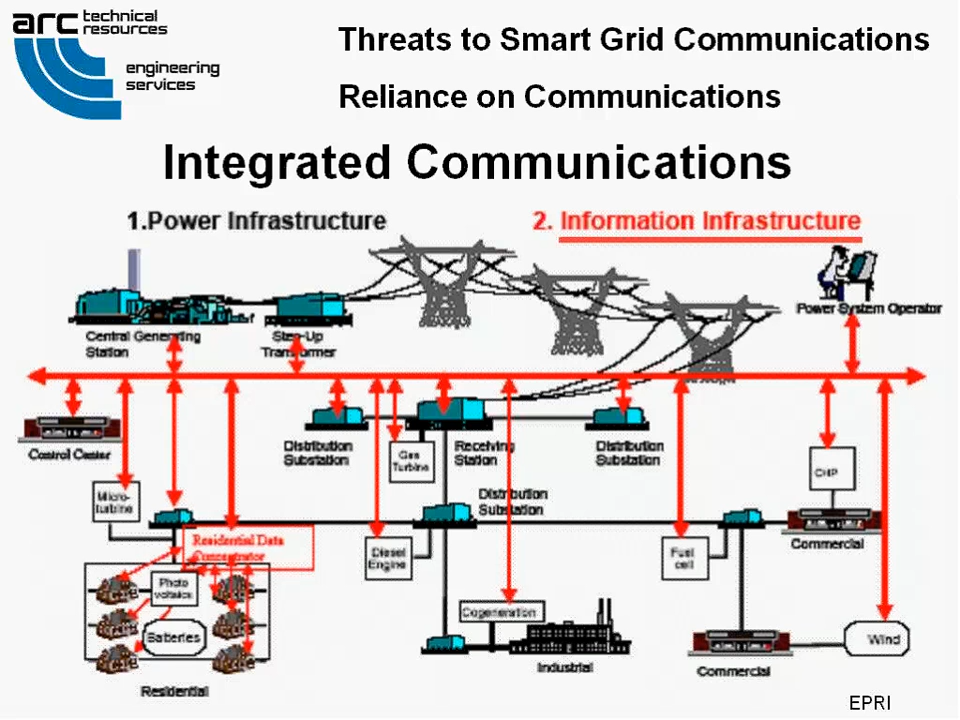 arc technical
resources
engineering
services
Threats to Smart Grid Communications
Reliance on Communications
Integrated Communications
1.Power Infrastructure
2. Information Infrastructure
Power System Operator
Central Generating
Station
Step-Up
Transformer
Control Center
Distribution
Substation
Gas
Turbine
Receiving
Station
Distribution
Substation
CHP
Micro-
turbine
Distribution
Substation
Commercial
Residential Data
Concentrator
Diesel
Engine
Fuel
cell
Photo
voltaics
Batteries
Cogeneration
Industrial
Commercial
Wind
Residential
EPRI